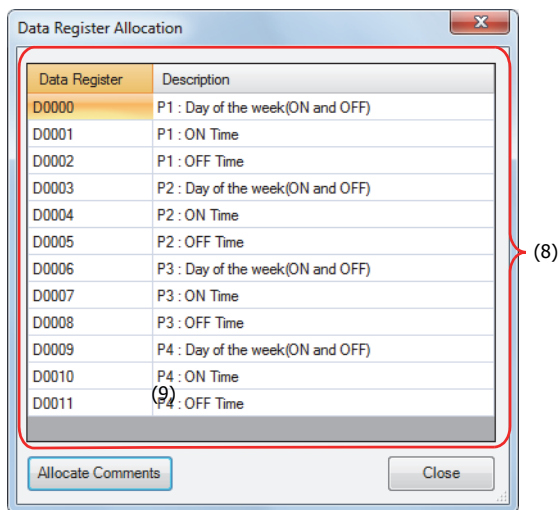 Data Register Allocation
Data Register Description
D0000 P1 : Day of the week(ON and OFF)
D0001 P1 : ON Time
D0002 P1 : OFF Time
D0003 P2 : Day of the week(ON and OFF)
D0004 P2 : ON Time
D0005 P2 : OFF Time
D0006 P3 : Day of the week(ON and OFF)
(8)
D0007 P3 : ON Time
D0008 P3 : OFF Time
D0009 P4 : Day of the week(ON and OFF)
D0010 P4 : ON Time
(9)
D0011 P4 : OFF Time
Allocate Comments Close